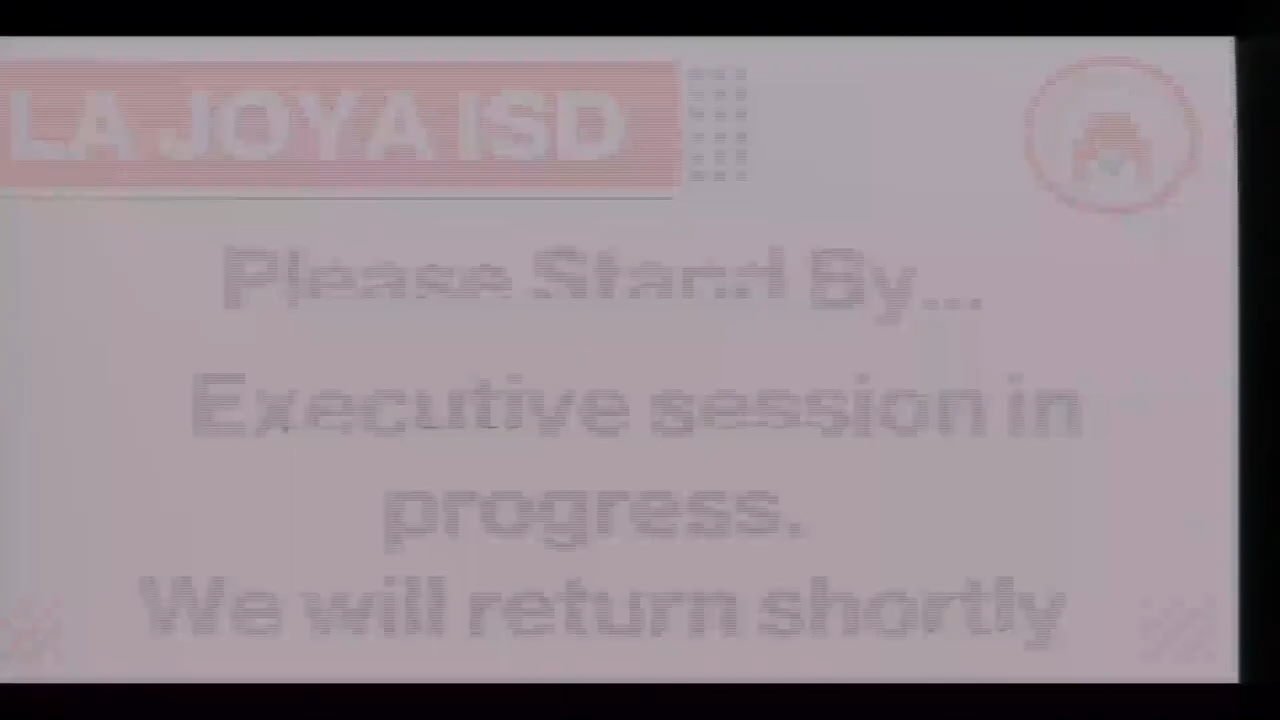 LA JOYA ISD
Please Stand By...
Executive session in
progress.
We will return shortly